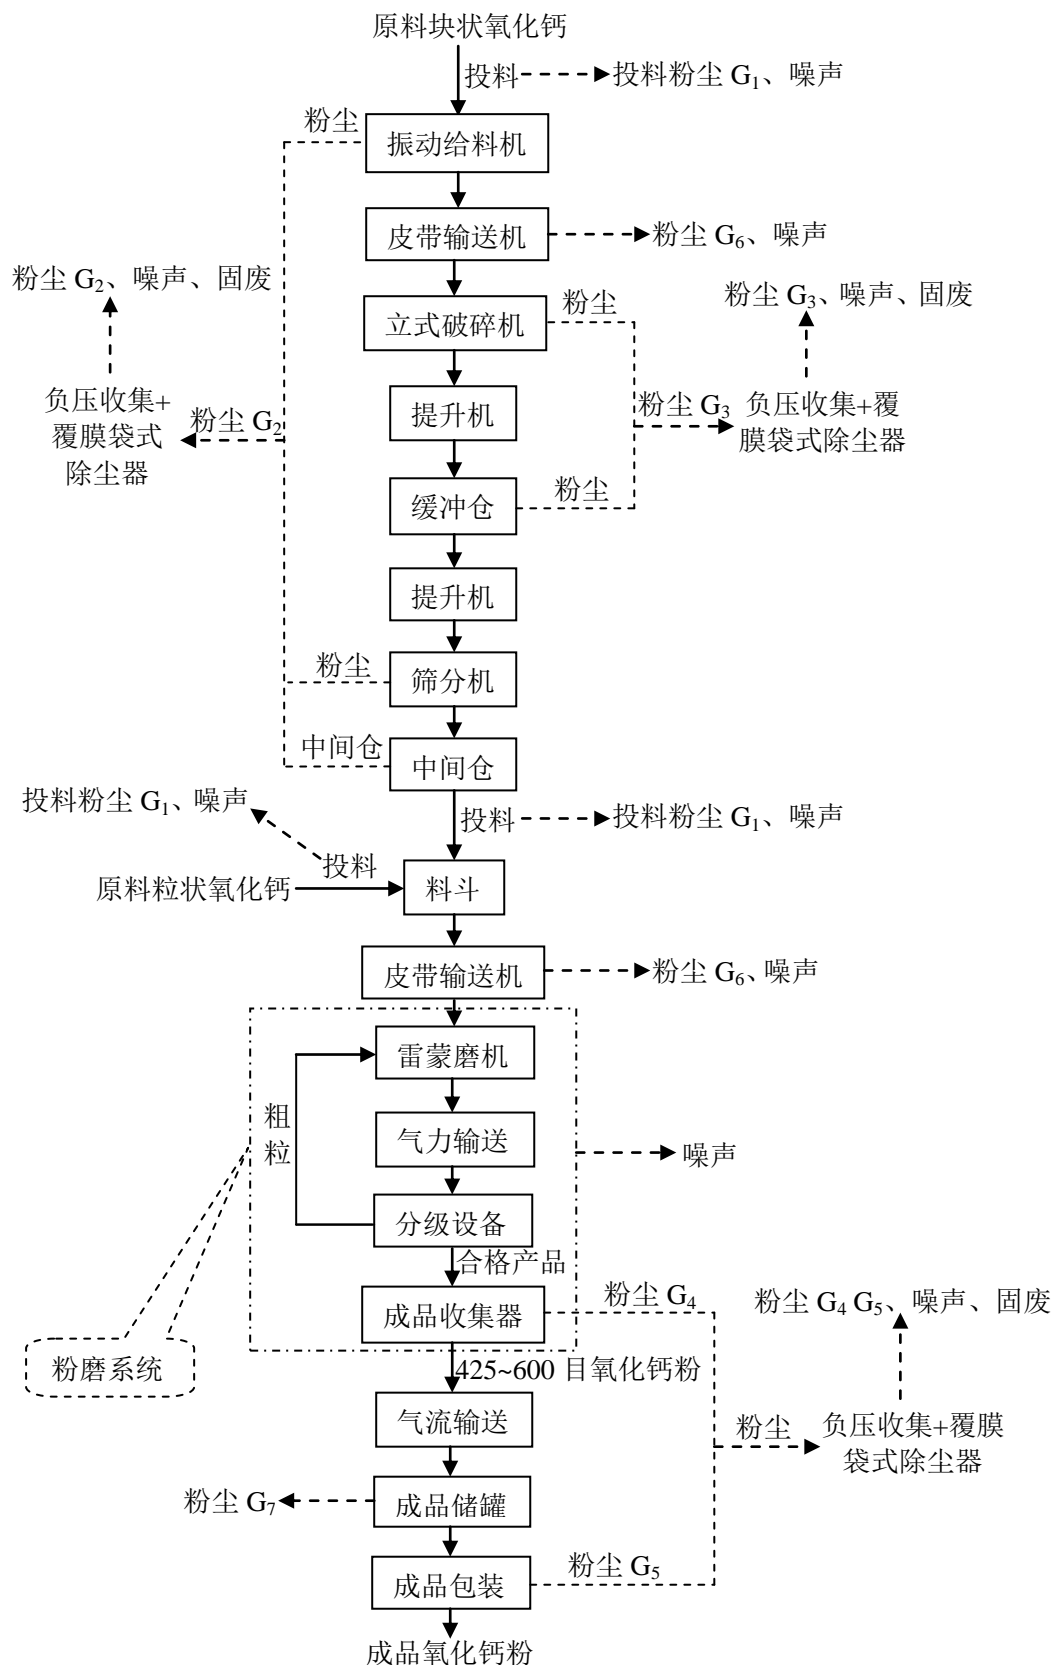 原料块状氧化钙
投料
投料粉尘 G1、噪声
粉尘
振动给料机
皮带输送机
粉尘 G6、噪声
粉尘 G2、噪声、固废
粉尘
粉尘 G3、噪声、固废
立式破碎机
负压收集+
覆膜袋式
除尘器
粉尘 G2
提升机
粉尘 G3
负压收集+覆
膜袋式除尘器
缓冲仓
粉尘
提升机
粉尘
筛分机
中间仓
中间仓
投料粉尘 G1、噪声
投料
投料粉尘 G1、噪声
投料
原料粒状氧化钙
料斗
皮带输送机
粉尘 G6、噪声
雷蒙磨机
粗
粒
气力输送
噪声
分级设备
合格产品
粉尘 G4
粉尘 G4 G5、噪声、固废
成品收集器
粉磨系统
425~600 目氧化钙粉
气流输送
粉尘
负压收集+覆膜
袋式除尘器
粉尘 G7
成品储罐
粉尘 G5
成品包装
成品氧化钙粉